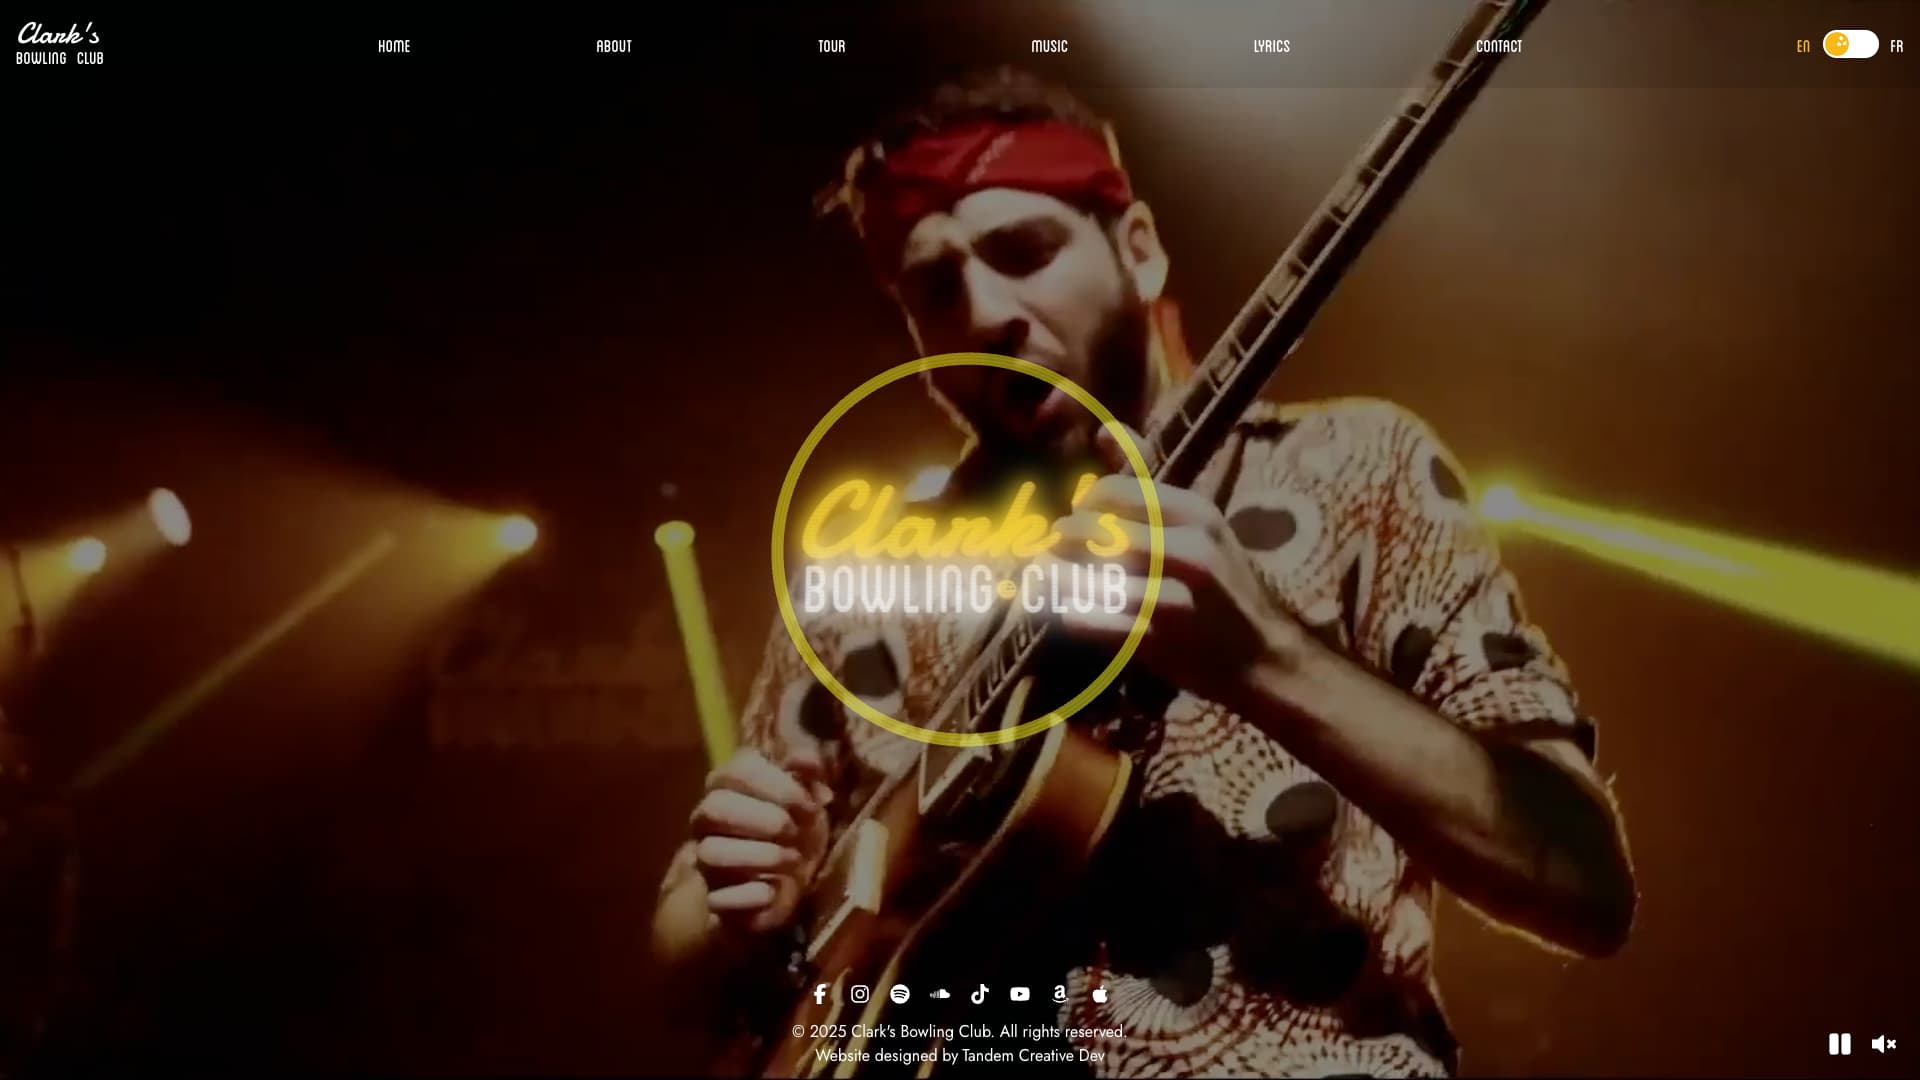 Clark's
BOWLING CLUB
HOME
ABOUT
TOUR
MUSIC
LYRICS
CONTACT
EN
FR
Clark's
BOWLING CLUB
© 2025 Clark's Bowling Club. All rights reserved.
Website designed by Tandem Creative Dev